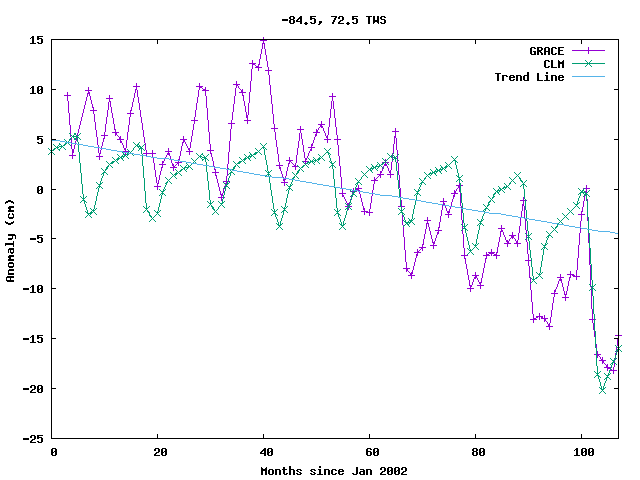 -84.5, 72.5 TWS
GRACE
CLM
Trend Line
15
10
5
0
-5
-10
-15
-20
-25
Anomaly (cm)
0 20 40 60 80 100
Months since Jan 2002